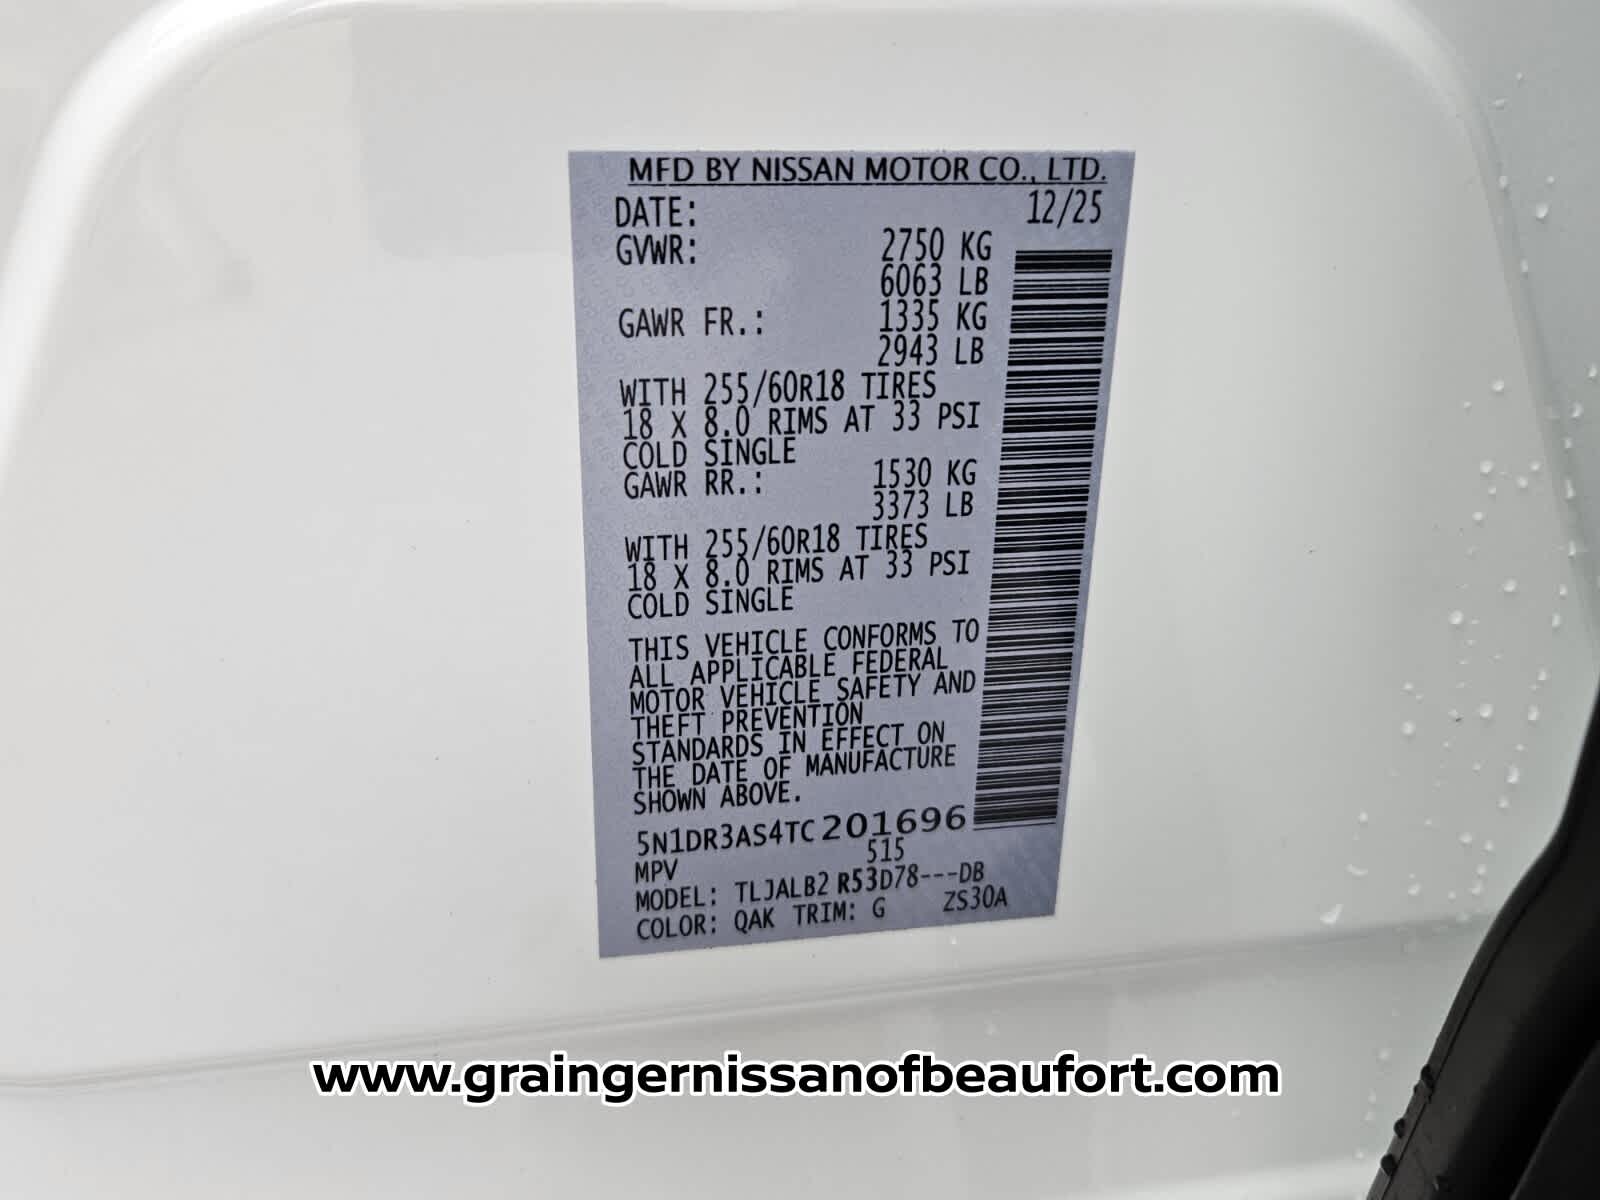 MFD BY NISSAN MOTOR CO., LTD.
DATE: 12/25
GVWR: 2750 KG
6063 LB
GAWR FR.: 1335 KG
2943 LB
WITH 255/60R18 TIRES
18 X 8.0 RIMS AT 33 PSI
COLD SINGLE
GAWR RR.: 1530 KG
3373 LB
WITH 255/60R18 TIRES
18 X 8.0 RIMS AT 33 PSI
COLD SINGLE
THIS VEHICLE CONFORMS TO
ALL APPLICABLE FEDERAL
MOTOR VEHICLE SAFETY AND
THEFT PREVENTION
STANDARDS IN EFFECT ON
THE DATE OF MANUFACTURE
SHOWN ABOVE.
5N1DR3AS4TC201696
MPV 515
MODEL: TLJALB2 R53D78---DB
COLOR: QAK TRIM: G ZS30A
www.graingernissanofbeaufort.com